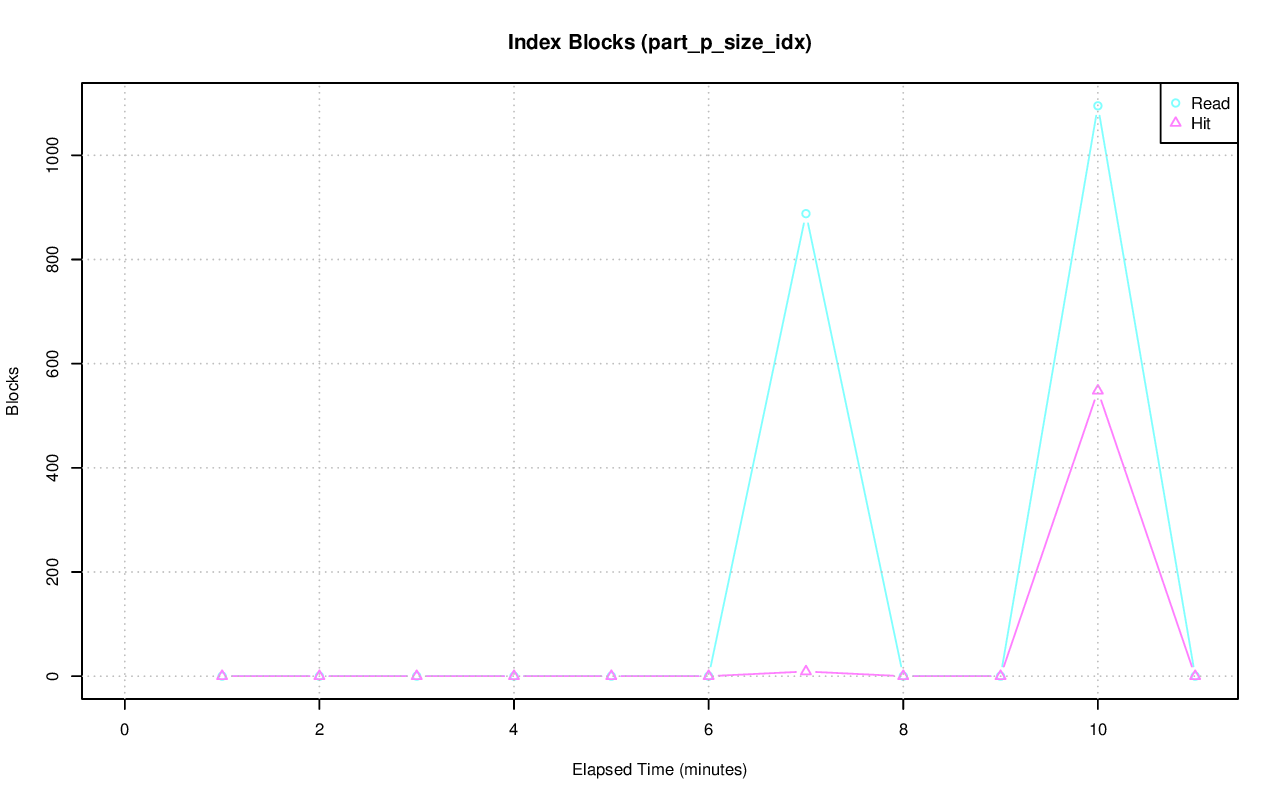 Index Blocks (part_p_size_idx)
Read
Hit
1000
800
600
400
200
0
Blocks
0 2 4 6 8 10
Elapsed Time (minutes)